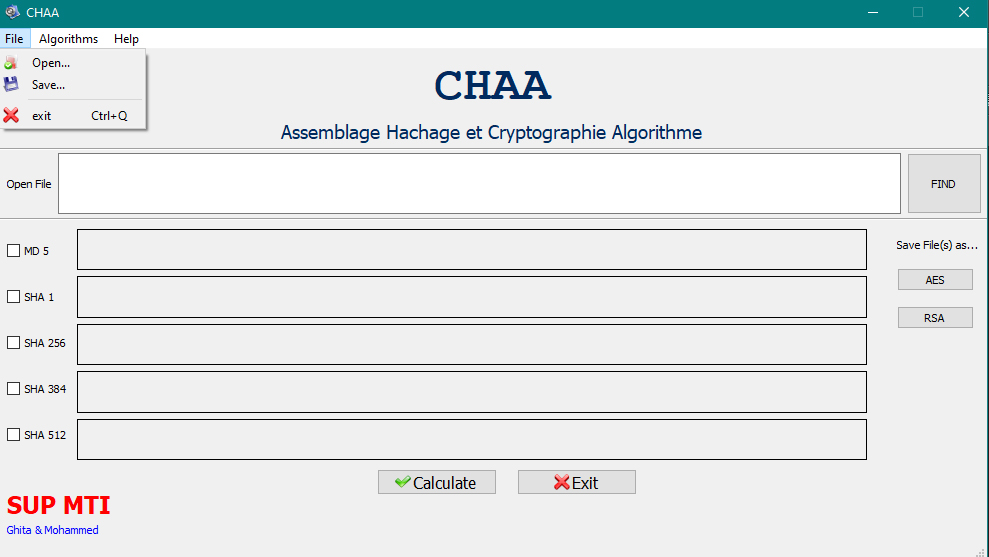 CHAA
File Algorithms Help
Open...
Save...
exit Ctrl+Q
CHAA
Assemblage Hachage et Cryptographie Algorithme
Open File
FIND
MD 5
SHA 1
SHA 256
SHA 384
SHA 512
Save File(s) as...
AES
RSA
Calculate
Exit
SUP MTI
Ghita & Mohammed